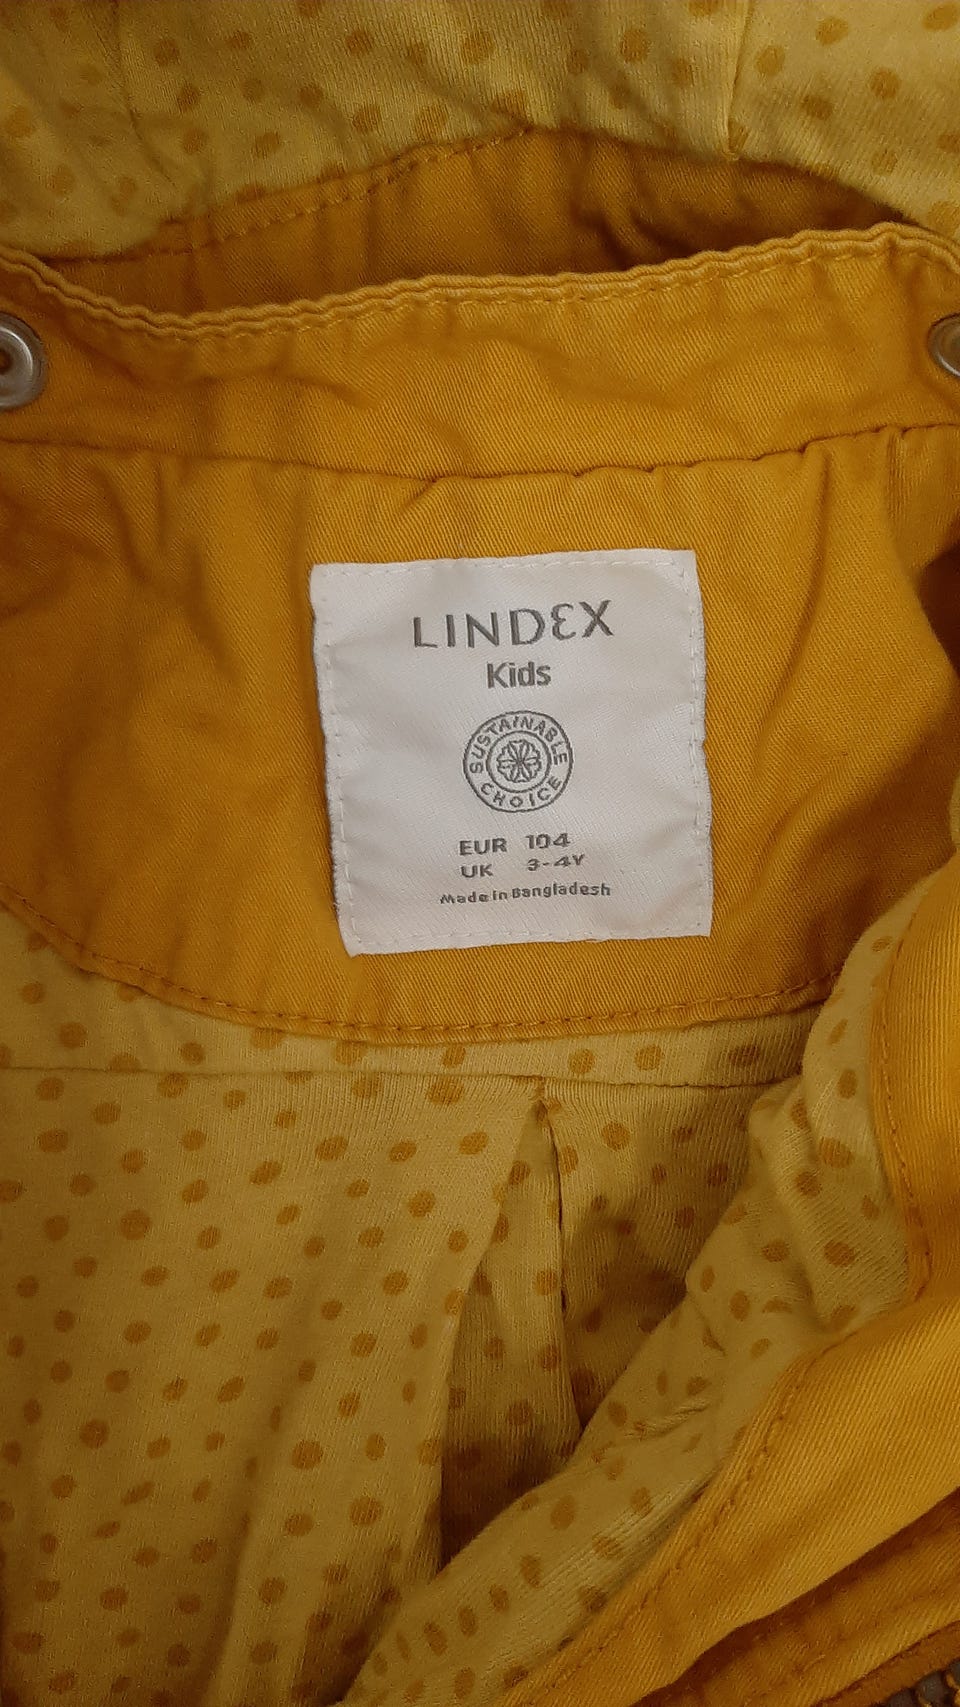 LINDEX
Kids
SUSTAINABLE
CHOICE
EUR 104
UK 3-4Y
Made in Bangladesh